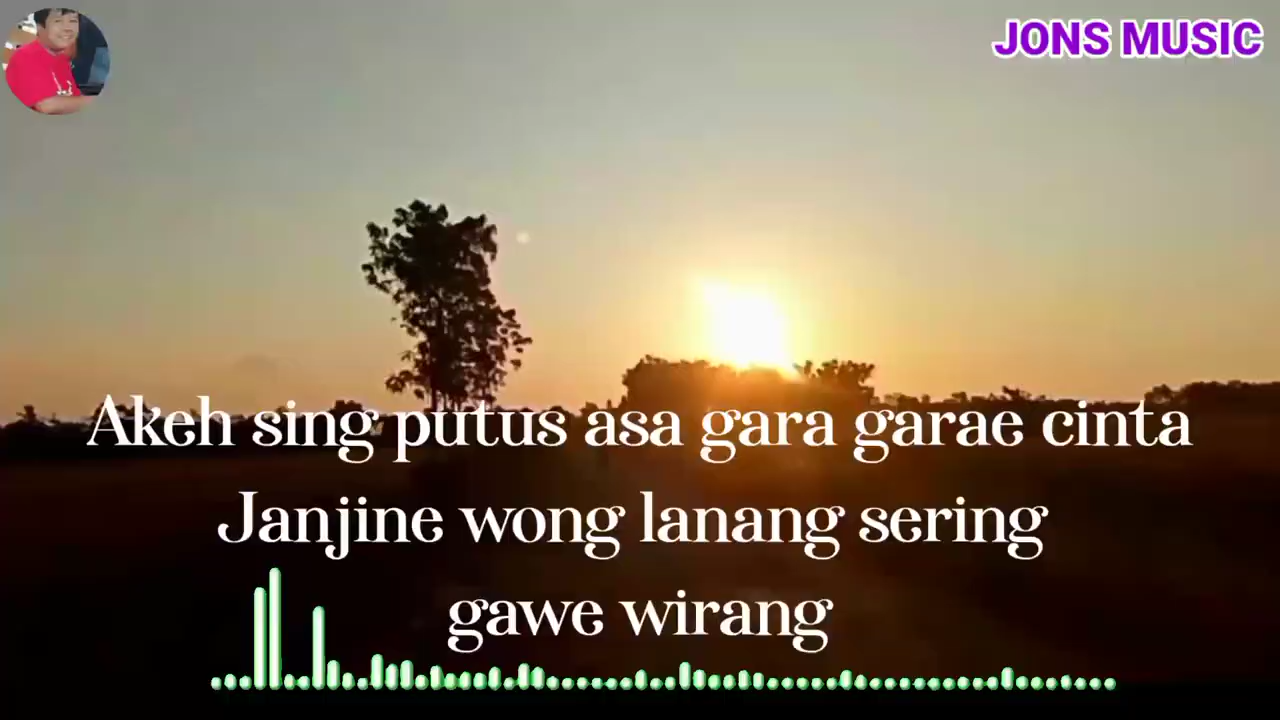 JONS MUSIC
Akeh sing putus asa gara garae cinta
Janjine wong lanang sering
gawe wirang